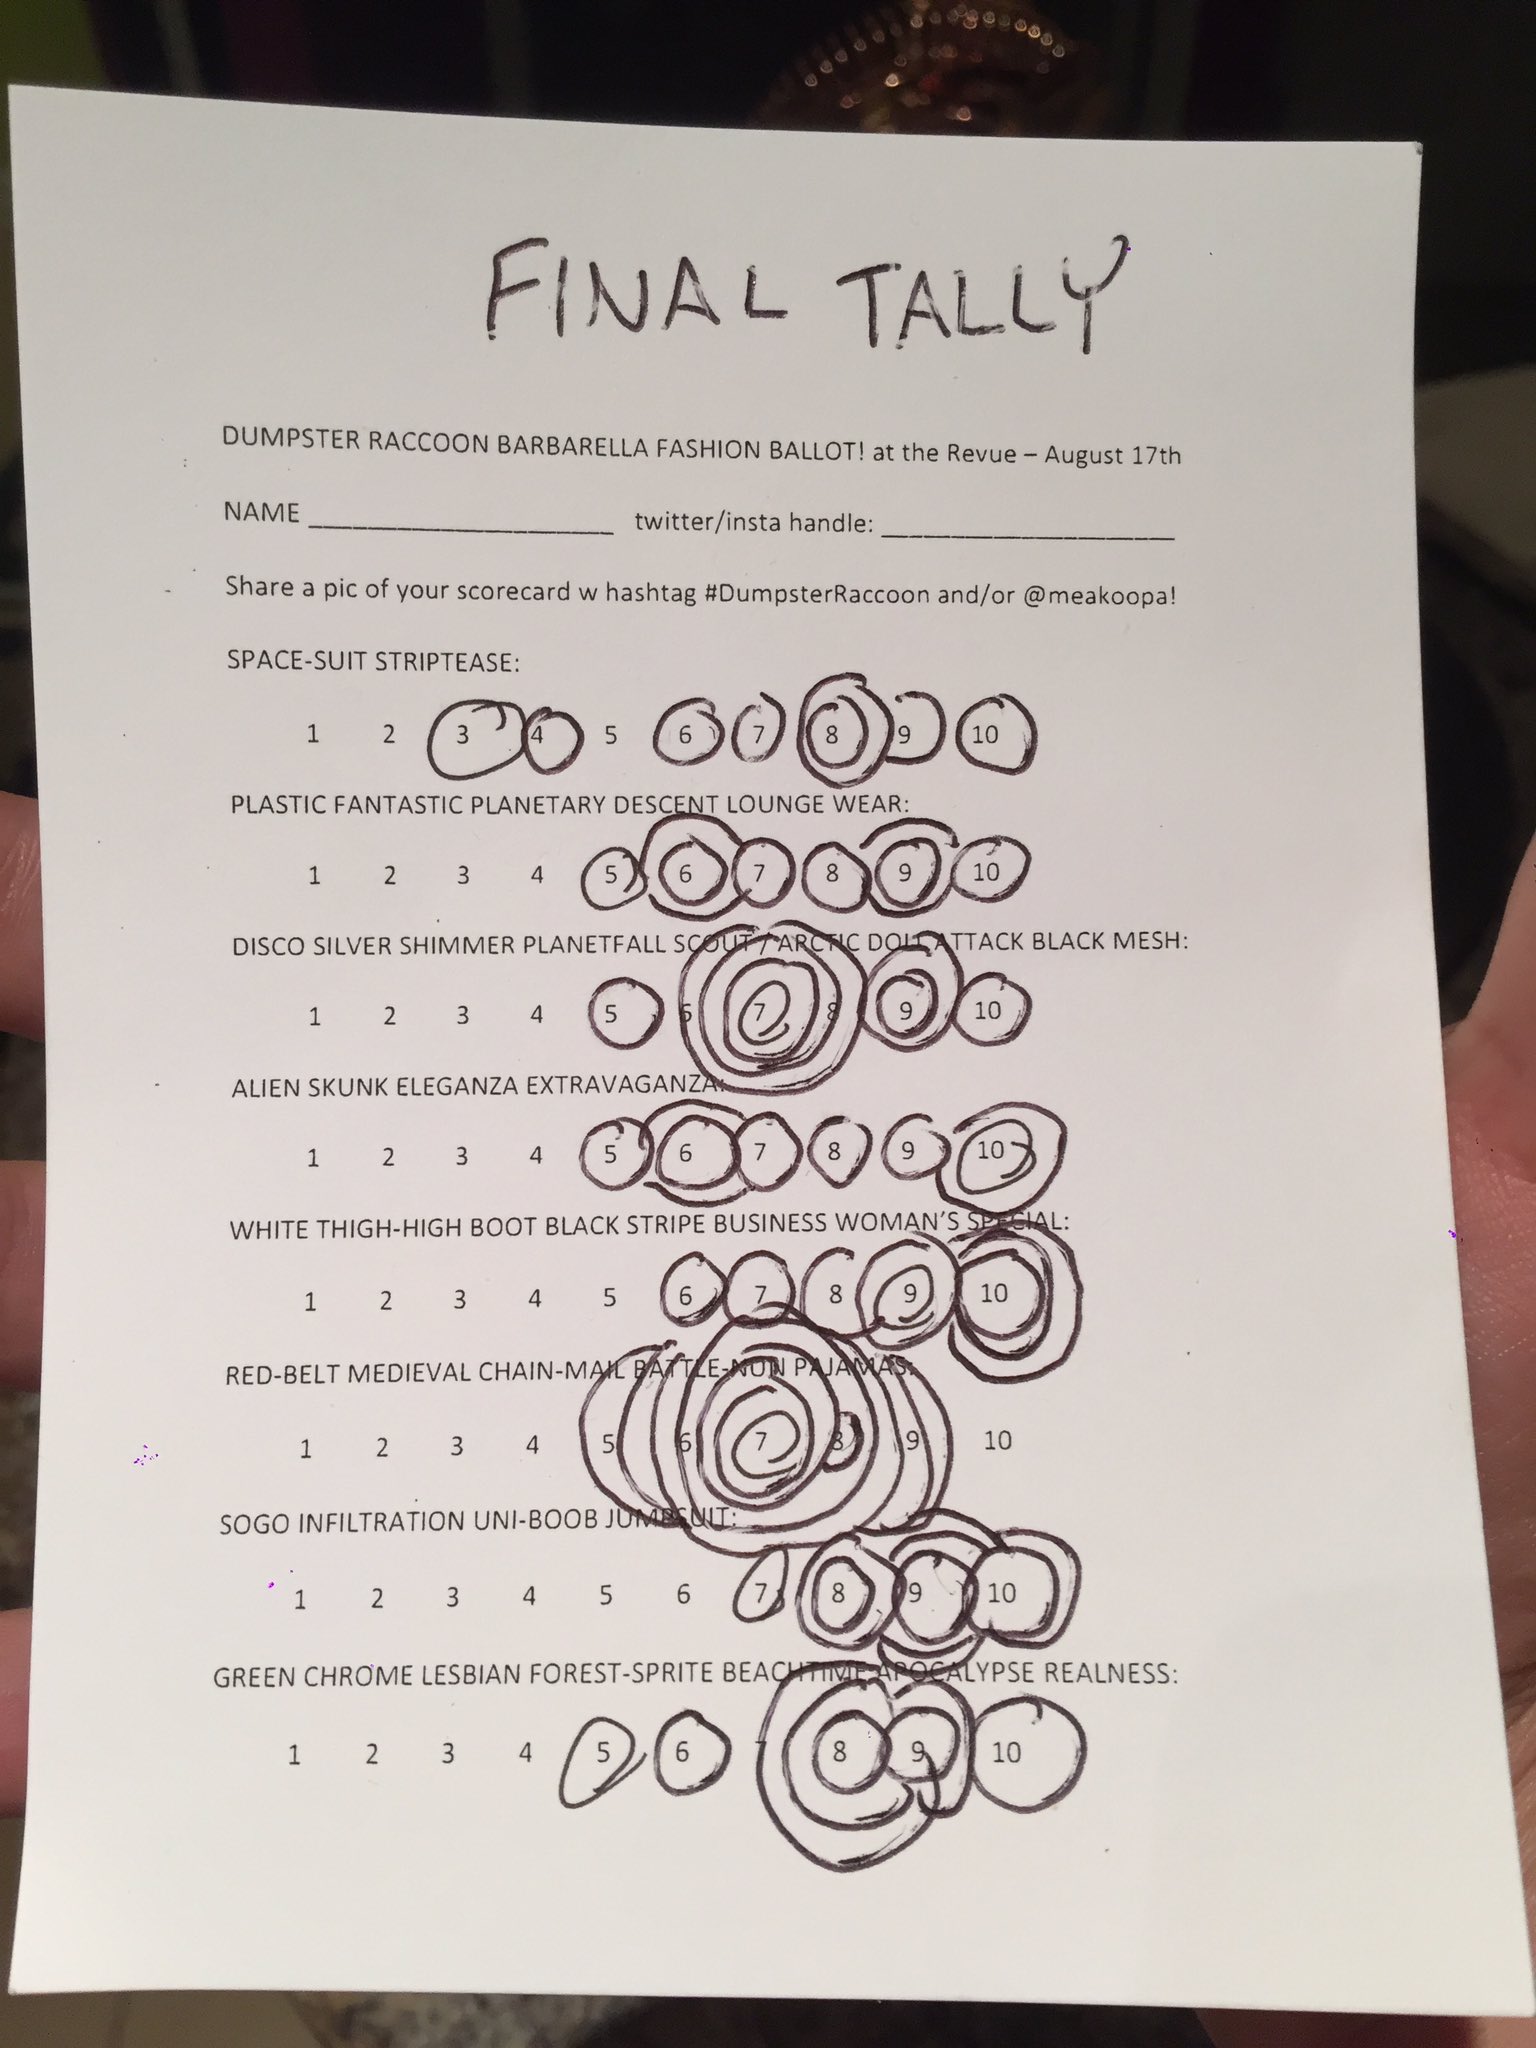 FINAL TALLY
DUMPSTER RACCOON BARBARELLA FASHION BALLOT! at the Revue – August 17th
NAME ______________________ twitter/insta handle: _____________________
Share a pic of your scorecard w hashtag #DumpsterRaccoon and/or @meakoopa!
SPACE-SUIT STRIPTEASE:
1 2 3 4 5 6 7 8 9 10
PLASTIC FANTASTIC PLANETARY DESCENT LOUNGE WEAR:
1 2 3 4 5 6 7 8 9 10
DISCO SILVER SHIMMER PLANETFALL SCOUT / ARCTIC DOLL ATTACK BLACK MESH:
1 2 3 4 5 6 7 8 9 10
ALIEN SKUNK ELEGANZA EXTRAVAGANZA:
1 2 3 4 5 6 7 8 9 10
WHITE THIGH-HIGH BOOT BLACK STRIPE BUSINESS WOMAN’S SPECIAL:
1 2 3 4 5 6 7 8 9 10
RED-BELT MEDIEVAL CHAIN-MAIL BATTLE-NUN PAJAMAS:
1 2 3 4 5 6 7 8 9 10
SOGO INFILTRATION UNI-BOOB JUMPSUIT:
1 2 3 4 5 6 7 8 9 10
GREEN CHROME LESBIAN FOREST-SPRITE BEACHTIME APOCALYPSE REALNESS:
1 2 3 4 5 6 7 8 9 10